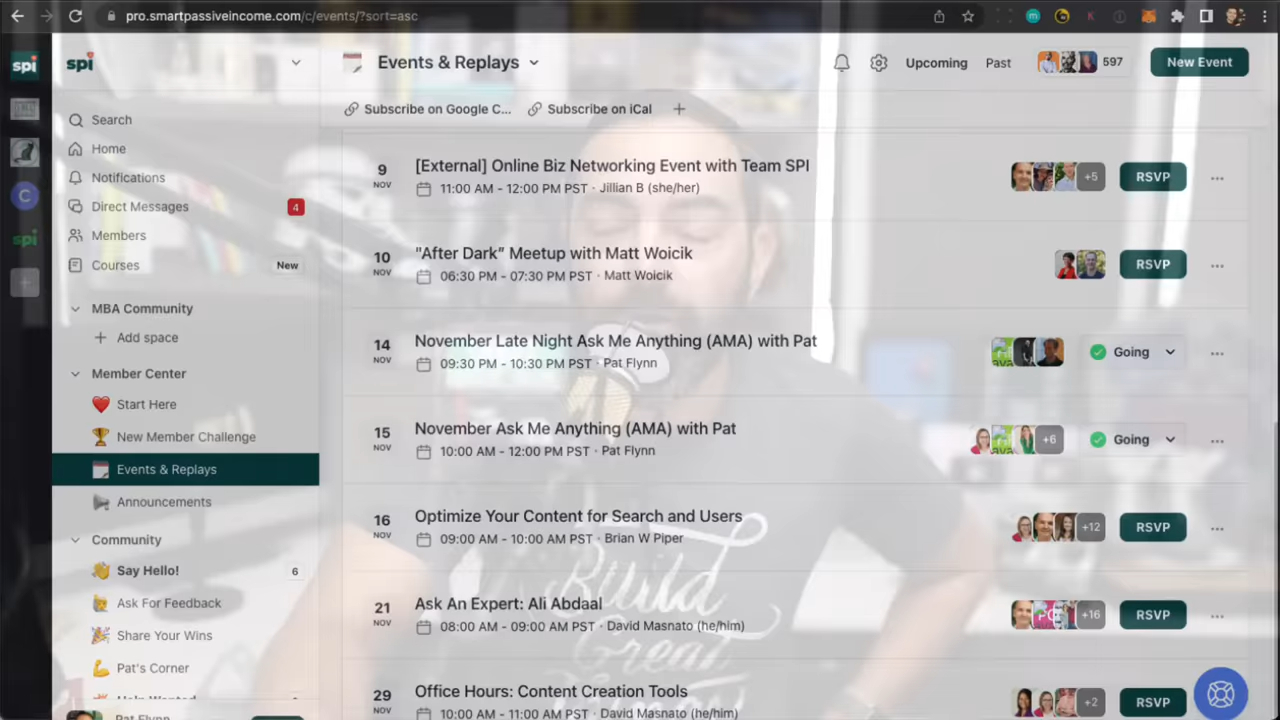 pro.smartpassiveincome.com/c/events/?sort=asc
spi
spi
Events & Replays
Upcoming
Past
597
New Event
Subscribe on Google C...
Subscribe on iCal
Search
Home
Notifications
Direct Messages
4
Members
Courses
New
MBA Community
Add space
Member Center
Start Here
New Member Challenge
Events & Replays
Announcements
Community
Say Hello!
6
Ask For Feedback
Share Your Wins
Pat's Corner
Help Wanted
Pat Flynn
C
spi
9
NOV
[External] Online Biz Networking Event with Team SPI
11:00 AM - 12:00 PM PST · Jillian B (she/her)
+5
RSVP
10
NOV
"After Dark" Meetup with Matt Woicik
06:30 PM - 07:30 PM PST · Matt Woicik
RSVP
14
NOV
November Late Night Ask Me Anything (AMA) with Pat
09:30 PM - 10:30 PM PST · Pat Flynn
Going
15
NOV
November Ask Me Anything (AMA) with Pat
10:00 AM - 12:00 PM PST · Pat Flynn
+6
Going
16
NOV
Optimize Your Content for Search and Users
09:00 AM - 10:00 AM PST · Brian W Piper
+12
RSVP
21
NOV
Ask An Expert: Ali Abdaal
08:00 AM - 09:00 AM PST · David Masnato (he/him)
+16
RSVP
29
NOV
Office Hours: Content Creation Tools
10:00 AM - 11:00 AM PST · David Masnato (he/him)
+2
RSVP
Build
Great